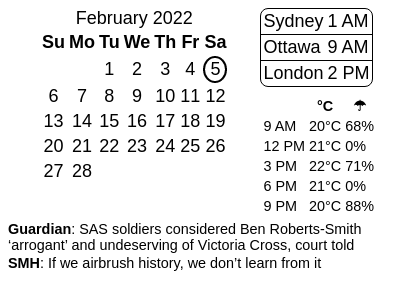 February 2022
Su Mo Tu We Th Fr Sa
1 2 3 4 5
6 7 8 9 10 11 12
13 14 15 16 17 18 19
20 21 22 23 24 25 26
27 28
Sydney 1 AM
Ottawa 9 AM
London 2 PM
°C ☂
9 AM 20°C 68%
12 PM 21°C 0%
3 PM 22°C 71%
6 PM 21°C 0%
9 PM 20°C 88%
Guardian: SAS soldiers considered Ben Roberts-Smith
‘arrogant’ and undeserving of Victoria Cross, court told
SMH: If we airbrush history, we don’t learn from it